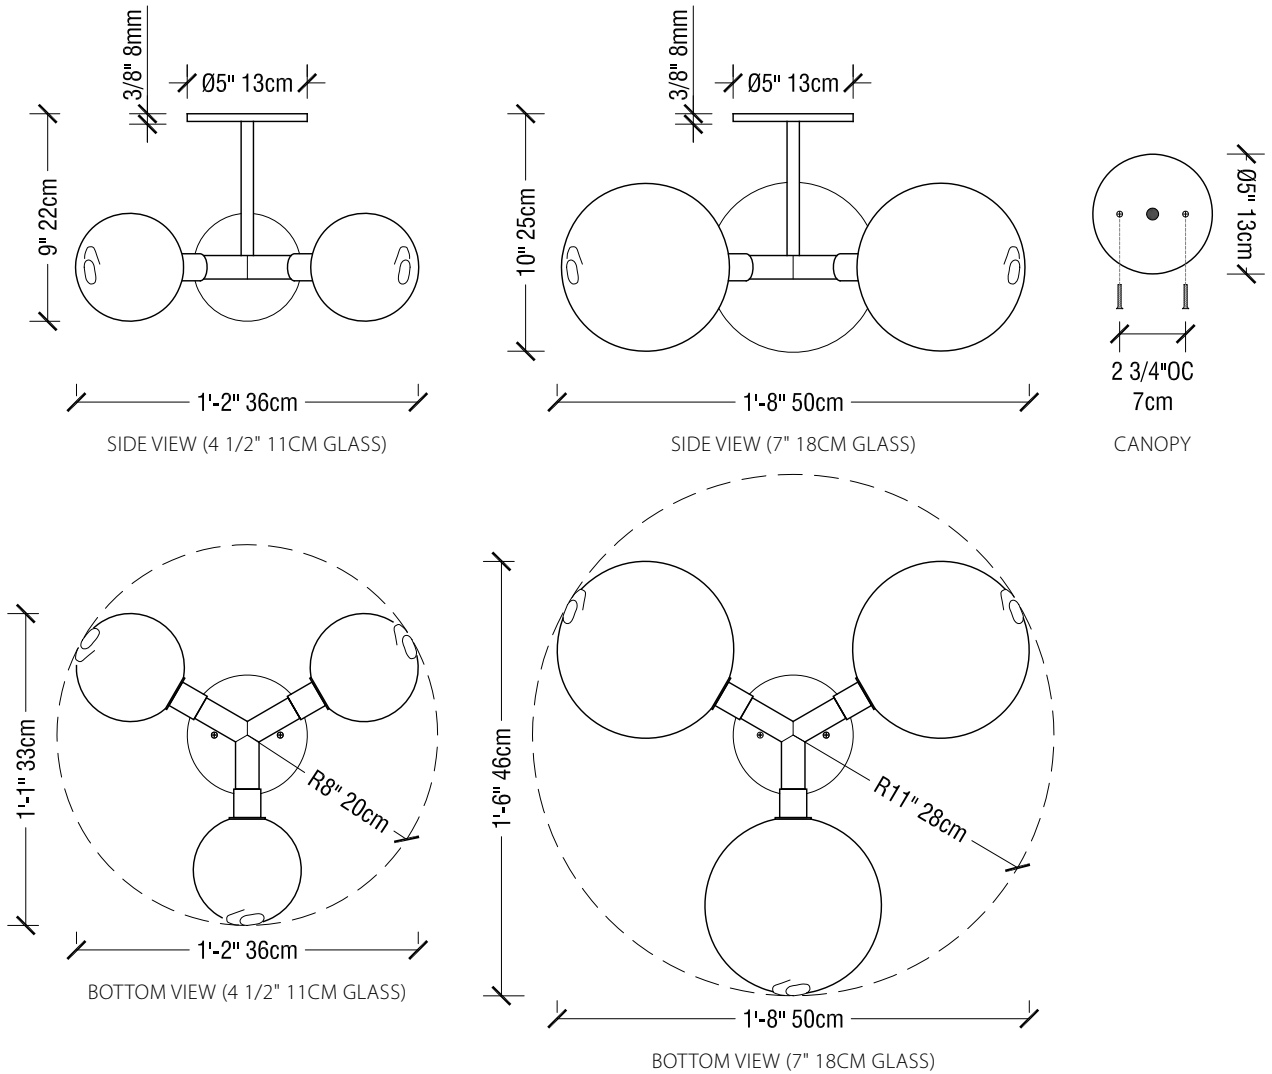 3/8" 8mm
Ø5" 13cm
9" 22cm
1'-2" 36cm
SIDE VIEW (4 1/2" 11CM GLASS)
3/8" 8mm
Ø5" 13cm
10" 25cm
1'-8" 50cm
SIDE VIEW (7" 18CM GLASS)
Ø5" 13cm
2 3/4"OC
7cm
CANOPY
1'-1" 33cm
R8" 20cm
1'-2" 36cm
BOTTOM VIEW (4 1/2" 11CM GLASS)
1'-6" 46cm
R11" 28cm
1'-8" 50cm
BOTTOM VIEW (7" 18CM GLASS)